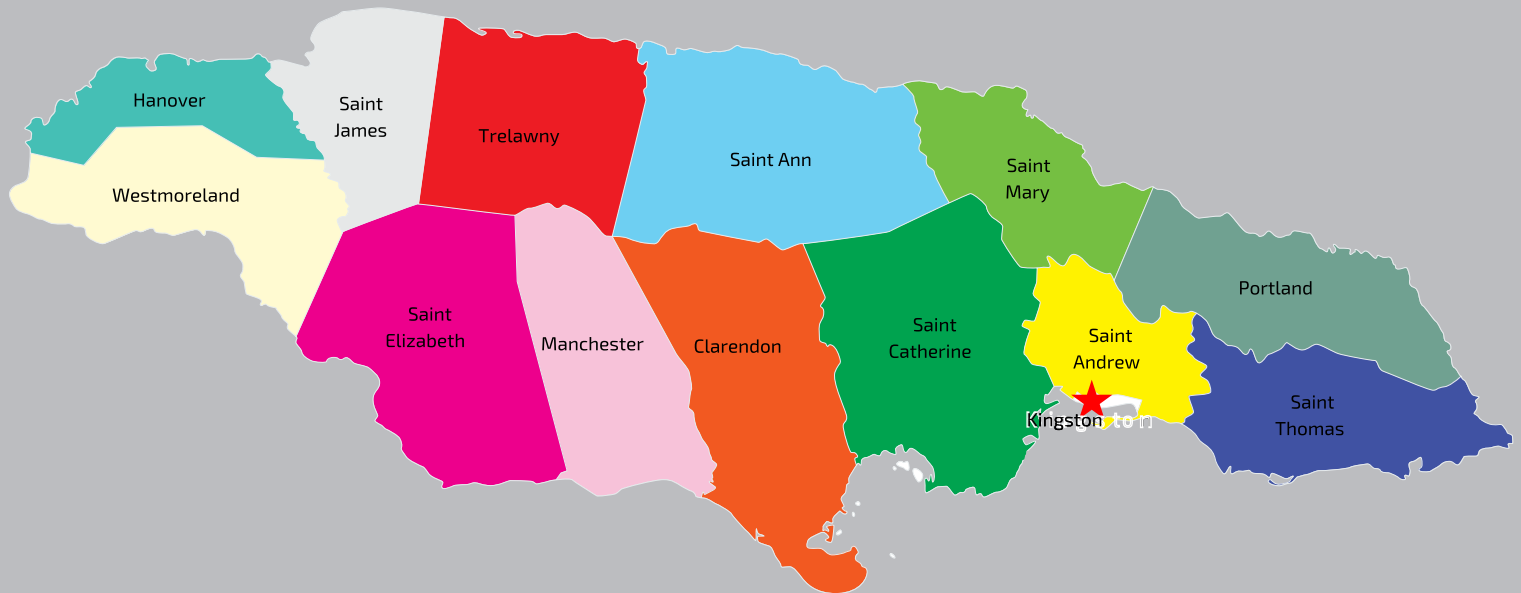 Hanover
Saint
James
Trelawny
Saint Ann
Saint
Mary
Westmoreland
Portland
Saint
Elizabeth
Manchester
Clarendon
Saint
Catherine
Saint
Andrew
Saint
Thomas
Kingston
Kingston